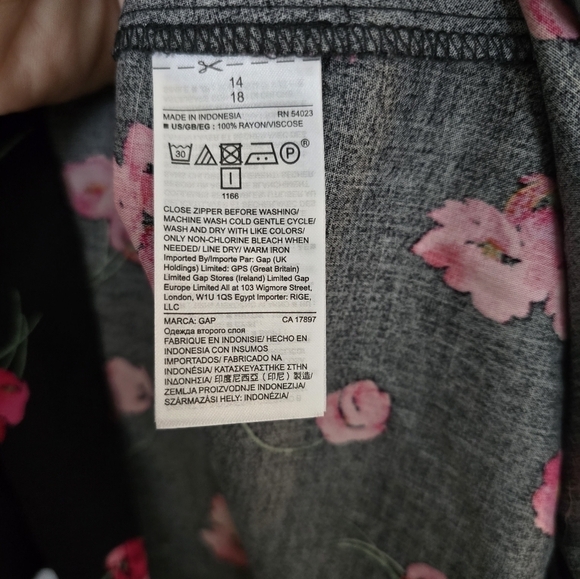 14
18
MADE IN INDONESIA RN 54023
■ US/GB/EG : 100% RAYON/VISCOSE
30 P ®
I
1166
CLOSE ZIPPER BEFORE WASHING/
MACHINE WASH COLD GENTLE CYCLE/
WASH AND DRY WITH LIKE COLORS/
ONLY NON-CHLORINE BLEACH WHEN
NEEDED/ LINE DRY/ WARM IRON
Imported By/Importe Par: Gap (UK
Holdings) Limited: GPS (Great Britain)
Limited Gap Stores (Ireland) Limited Gap
Europe Limited All at 103 Wigmore Street,
London, W1U 1QS Egypt Importer: RIGE,
LLC
MARCA: GAP CA 17897
Одежда второго слоя
FABRIQUE EN INDONISIE/ HECHO EN
INDONESIA CON INSUMOS
IMPORTADOS/ FABRICADO NA
INDONÉSIA/ ΚΑΤΑΣΚΕΥΑΣΤΗΚΕ ΣΤΗΝ
ΙΝΔΟΝΗΣΙΑ/ 印度尼西亞（印尼）製造/
ZEMLJA PROIZVODNJE INDONEZIJA/
SZÁRMAZÁSI HELY: INDONÉZIA/